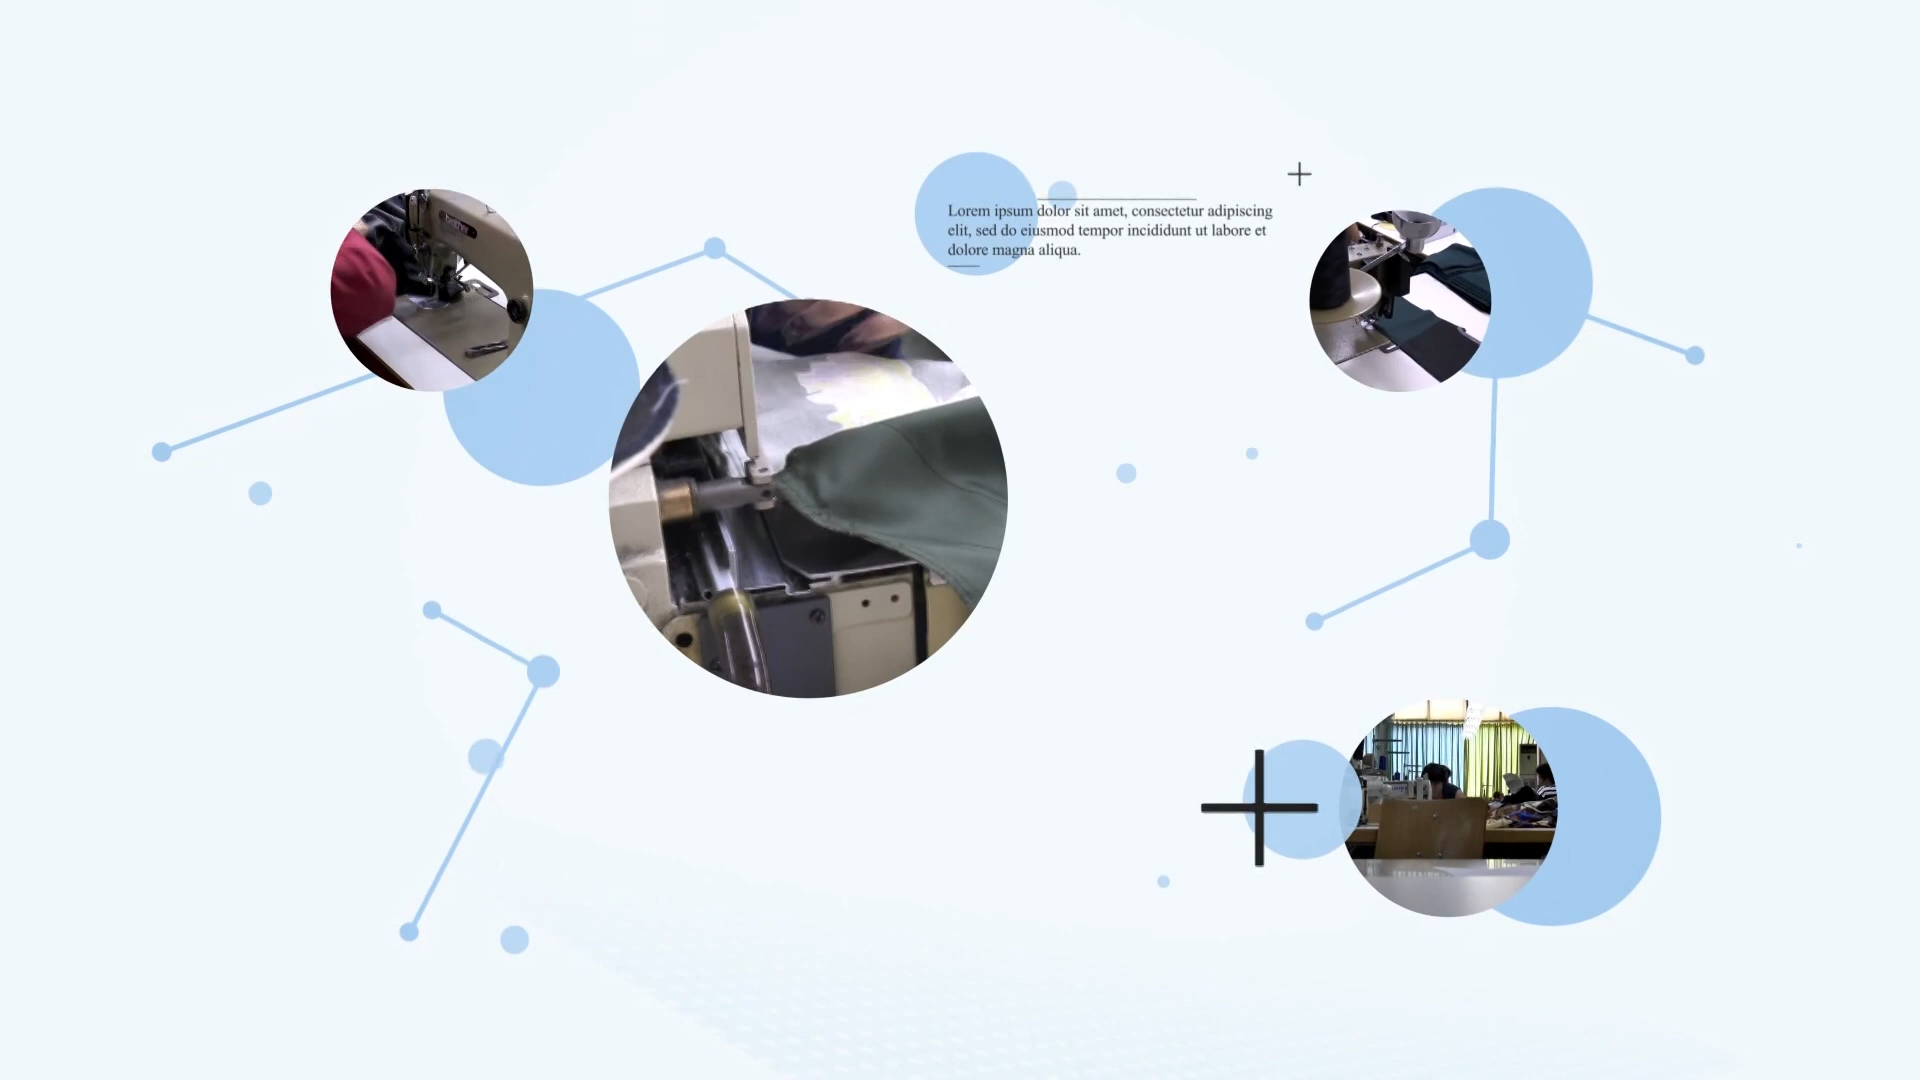 Lorem ipsum dolor sit amet, consectetur adipiscing
elit, sed do eiusmod tempor incididunt ut labore et
dolore magna aliqua.